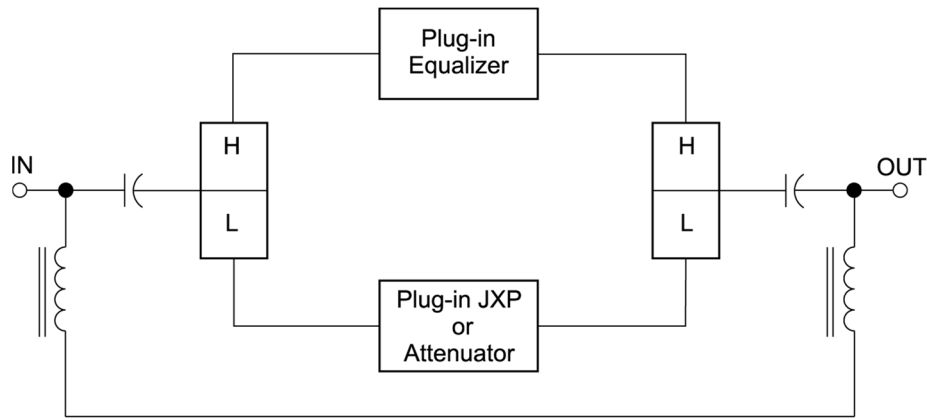 Plug-in
Equalizer
H
H
IN
OUT
L
L
Plug-in JXP
or
Attenuator